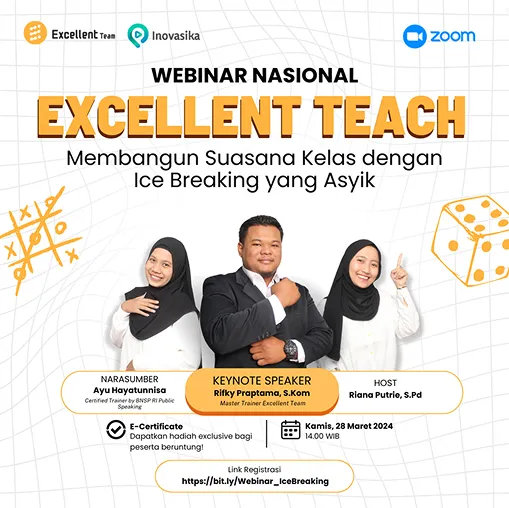 Excellent Team
Inovasika
zoom
WEBINAR NASIONAL
EXCELLENT TEACH
Membangun Suasana Kelas dengan
Ice Breaking yang Asyik
NARASUMBER
Ayu Hayatunnisa
Certified Trainer by BNSP RI Public
Speaking
KEYNOTE SPEAKER
Rifky Praptama, S.Kom
Master Trainer Excellent Team
HOST
Riana Putrie, S.Pd
E-Certificate
Dapatkan hadiah exclusive bagi
peserta beruntung!
Kamis, 28 Maret 2024
14.00 WIB
Link Registrasi
https://bit.ly/Webinar_IceBreaking